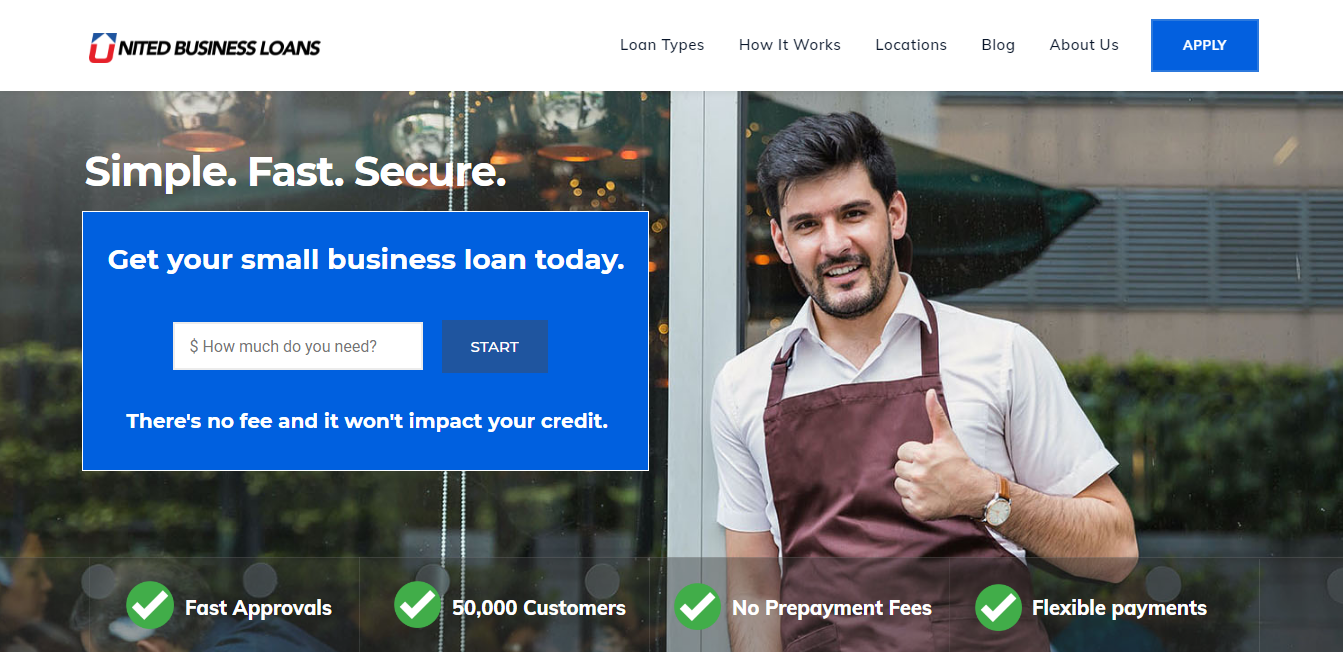 UNITED BUSINESS LOANS
Loan Types
How It Works
Locations
Blog
About Us
APPLY
Simple. Fast. Secure.
Get your small business loan today.
$ How much do you need?
START
There's no fee and it won't impact your credit.
Fast Approvals
50,000 Customers
No Prepayment Fees
Flexible payments